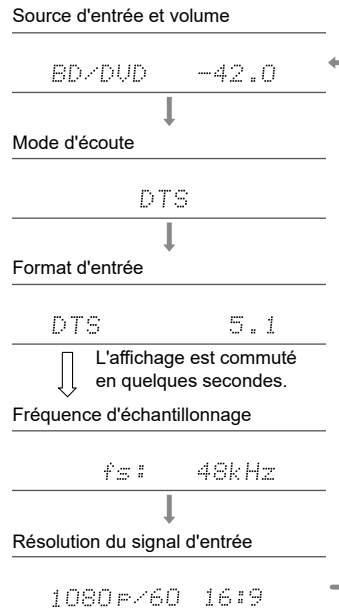 Source d'entrée et volume
BD/DVD -42.0
Mode d'écoute
DTS
Format d'entrée
DTS 5.1
L'affichage est commuté
en quelques secondes.
Fréquence d'échantillonnage
fs: 48kHz
Résolution du signal d'entrée
1080p/60 16:9